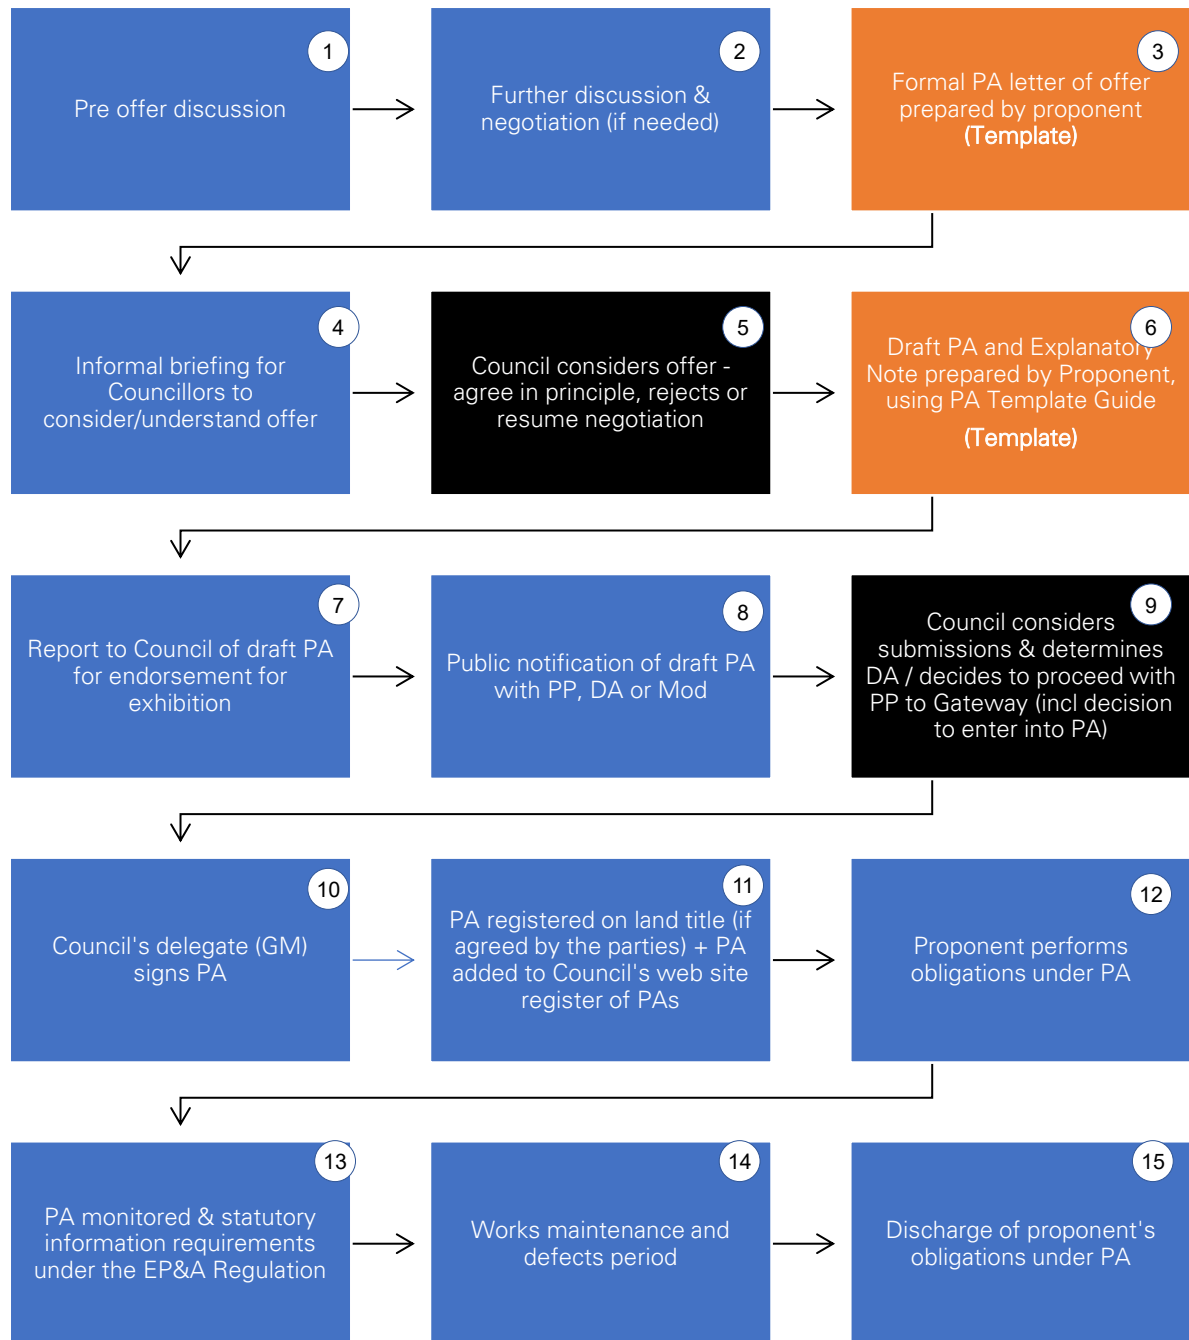 1
Pre offer discussion
2
Further discussion &
negotiation (if needed)
3
Formal PA letter of offer
prepared by proponent
(Template)
4
Informal briefing for
Councillors to
consider/understand offer
5
Council considers offer -
agree in principle, rejects or
resume negotiation
6
Draft PA and Explanatory
Note prepared by Proponent,
using PA Template Guide
(Template)
7
Report to Council of draft PA
for endorsement for
exhibition
8
Public notification of draft PA
with PP, DA or Mod
9
Council considers
submissions & determines
DA / decides to proceed with
PP to Gateway (incl decision
to enter into PA)
10
Council's delegate (GM)
signs PA
11
PA registered on land title (if
agreed by the parties) + PA
added to Council's web site
register of PAs
12
Proponent performs
obligations under PA
13
PA monitored & statutory
information requirements
under the EP&A Regulation
14
Works maintenance and
defects period
15
Discharge of proponent's
obligations under PA